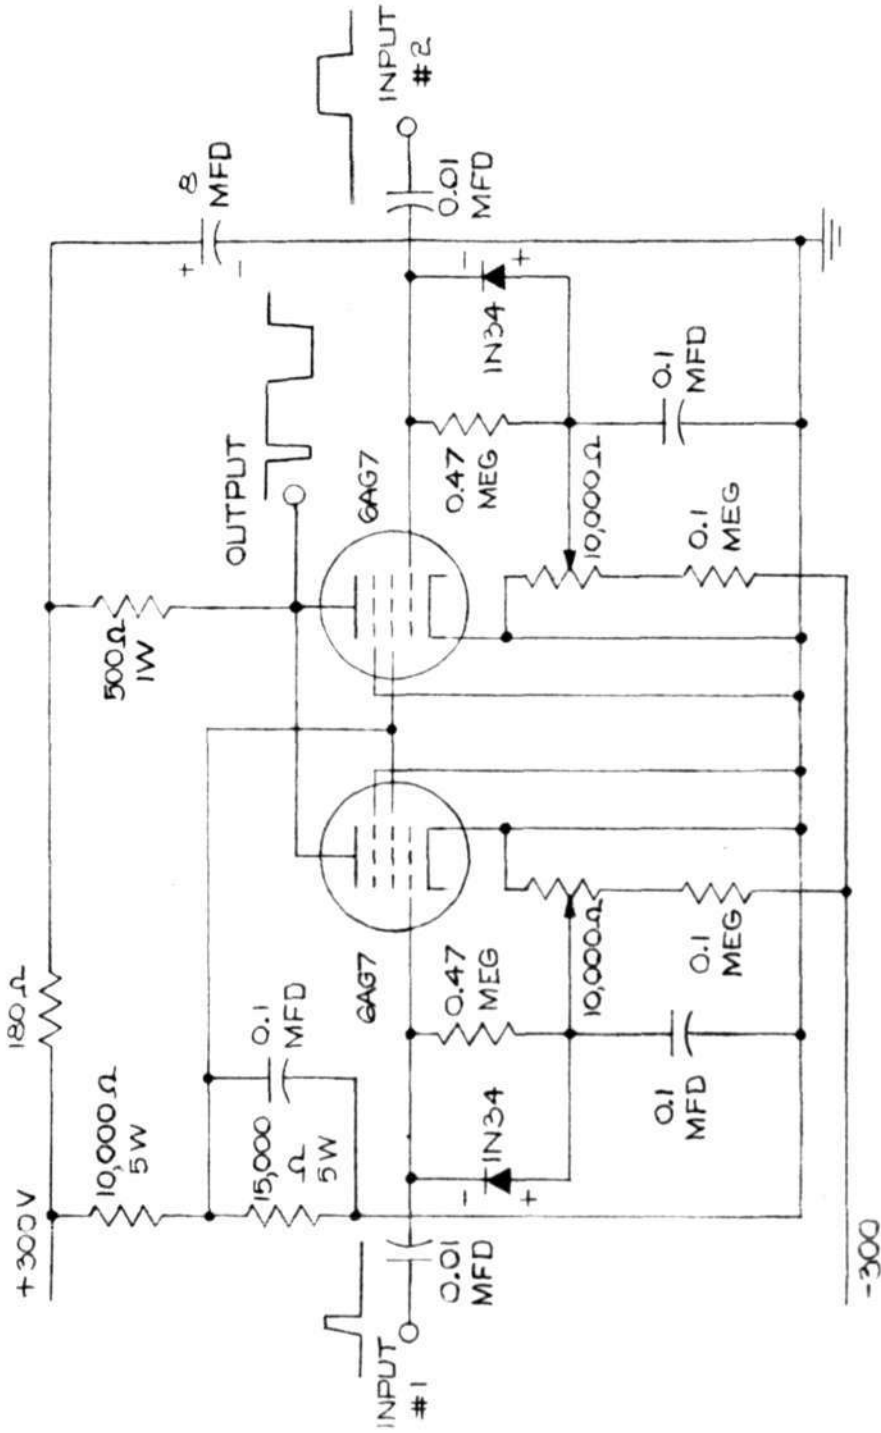 +300V
180Ω
8
MFD
10,000Ω
5W
500Ω
1W
OUTPUT
15,000
Ω
5W
0.1
MFD
6AG7
6AG7
INPUT
#1
0.01
MFD
INPUT
#2
0.01
MFD
+
-
-
+
1N34
0.47
MEG
0.47
MEG
-
+
1N34
10,000Ω
10,000Ω
0.1
MFD
0.1
MEG
0.1
MEG
0.1
MFD
-300